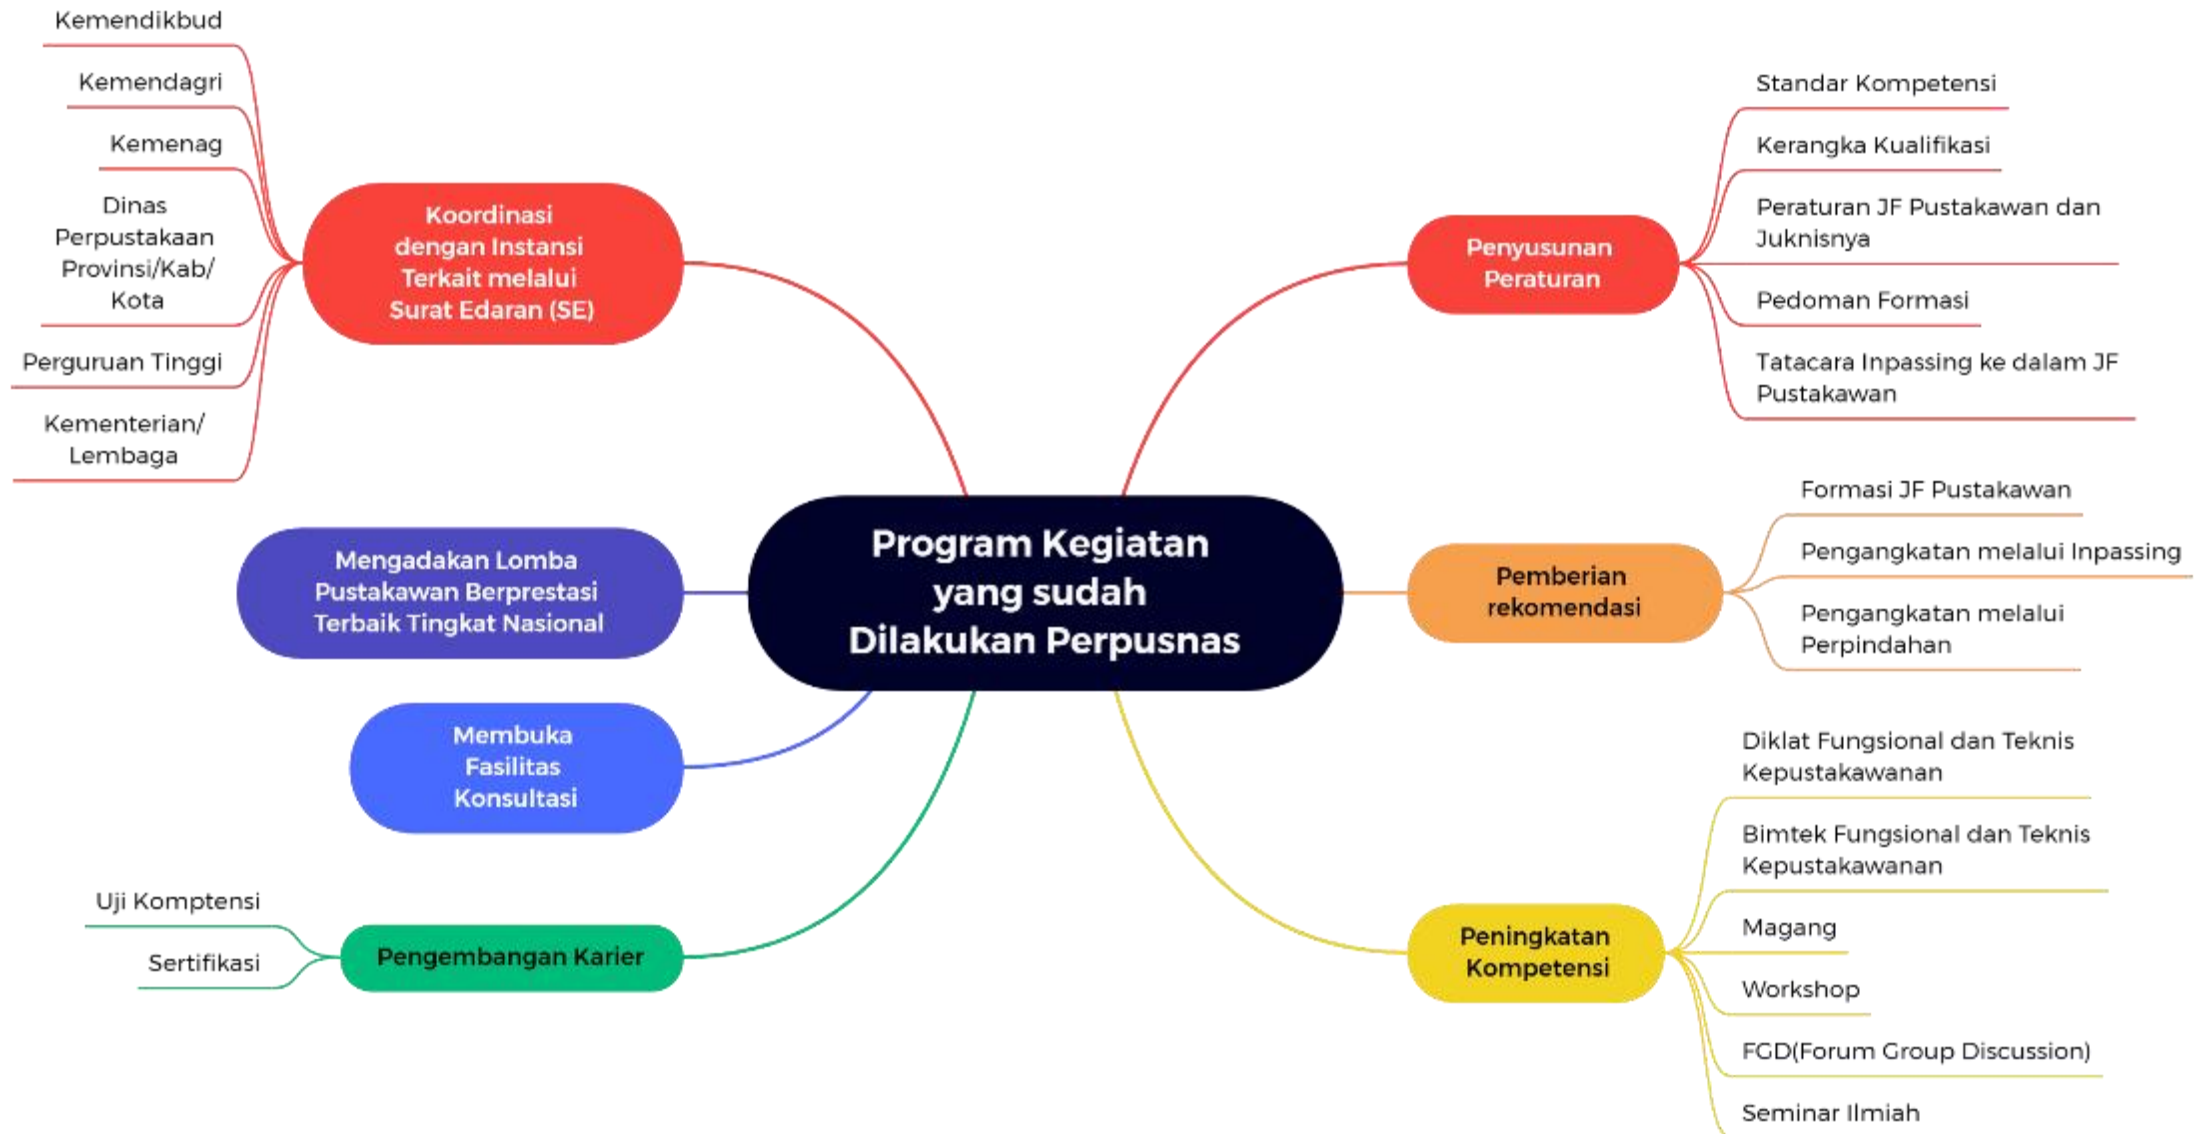 Program Kegiatan
yang sudah
Dilakukan Perpusnas
Penyusunan
Peraturan
Standar Kompetensi
Kerangka Kualifikasi
Peraturan JF Pustakawan dan
Juknisnya
Pedoman Formasi
Tatacara Inpassing ke dalam JF
Pustakawan
Pemberian
rekomendasi
Formasi JF Pustakawan
Pengangkatan melalui Inpassing
Pengangkatan melalui
Perpindahan
Peningkatan
Kompetensi
Diklat Fungsional dan Teknis
Kepustakawanan
Bimtek Fungsional dan Teknis
Kepustakawanan
Magang
Workshop
FGD(Forum Group Discussion)
Seminar Ilmiah
Koordinasi
dengan Instansi
Terkait melalui
Surat Edaran (SE)
Kemendikbud
Kemendagri
Kemenag
Dinas
Perpustakaan
Provinsi/Kab/
Kota
Perguruan Tinggi
Kementerian/
Lembaga
Mengadakan Lomba
Pustakawan Berprestasi
Terbaik Tingkat Nasional
Membuka
Fasilitas
Konsultasi
Pengembangan Karier
Uji Komptensi
Sertifikasi